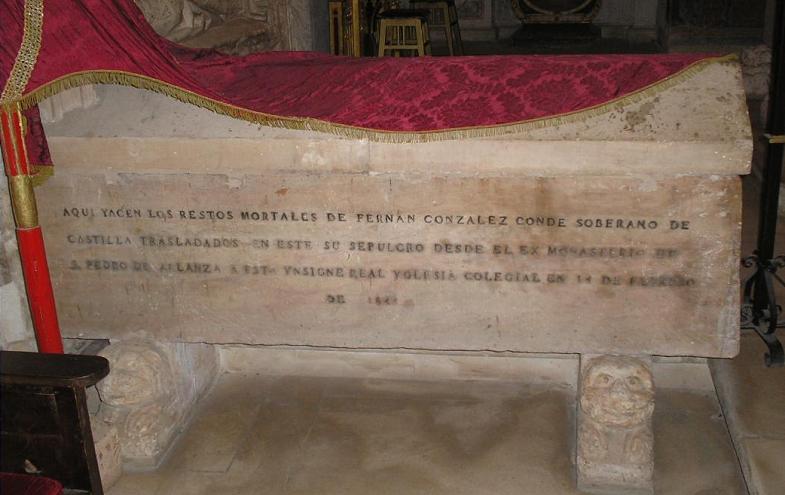 AQUI YACEN LOS RESTOS MORTALES DE FERNAN GONZALEZ CONDE SOBERANO DE
CASTILLA TRASLADADOS EN ESTE SU SEPULCRO DESDE EL EX MONASTERIO DE
S. PEDRO DE ARLANZA A ESTA YNSIGNE REAL YGLESIA COLEGIAL EN 14 DE FEBRERO
DE